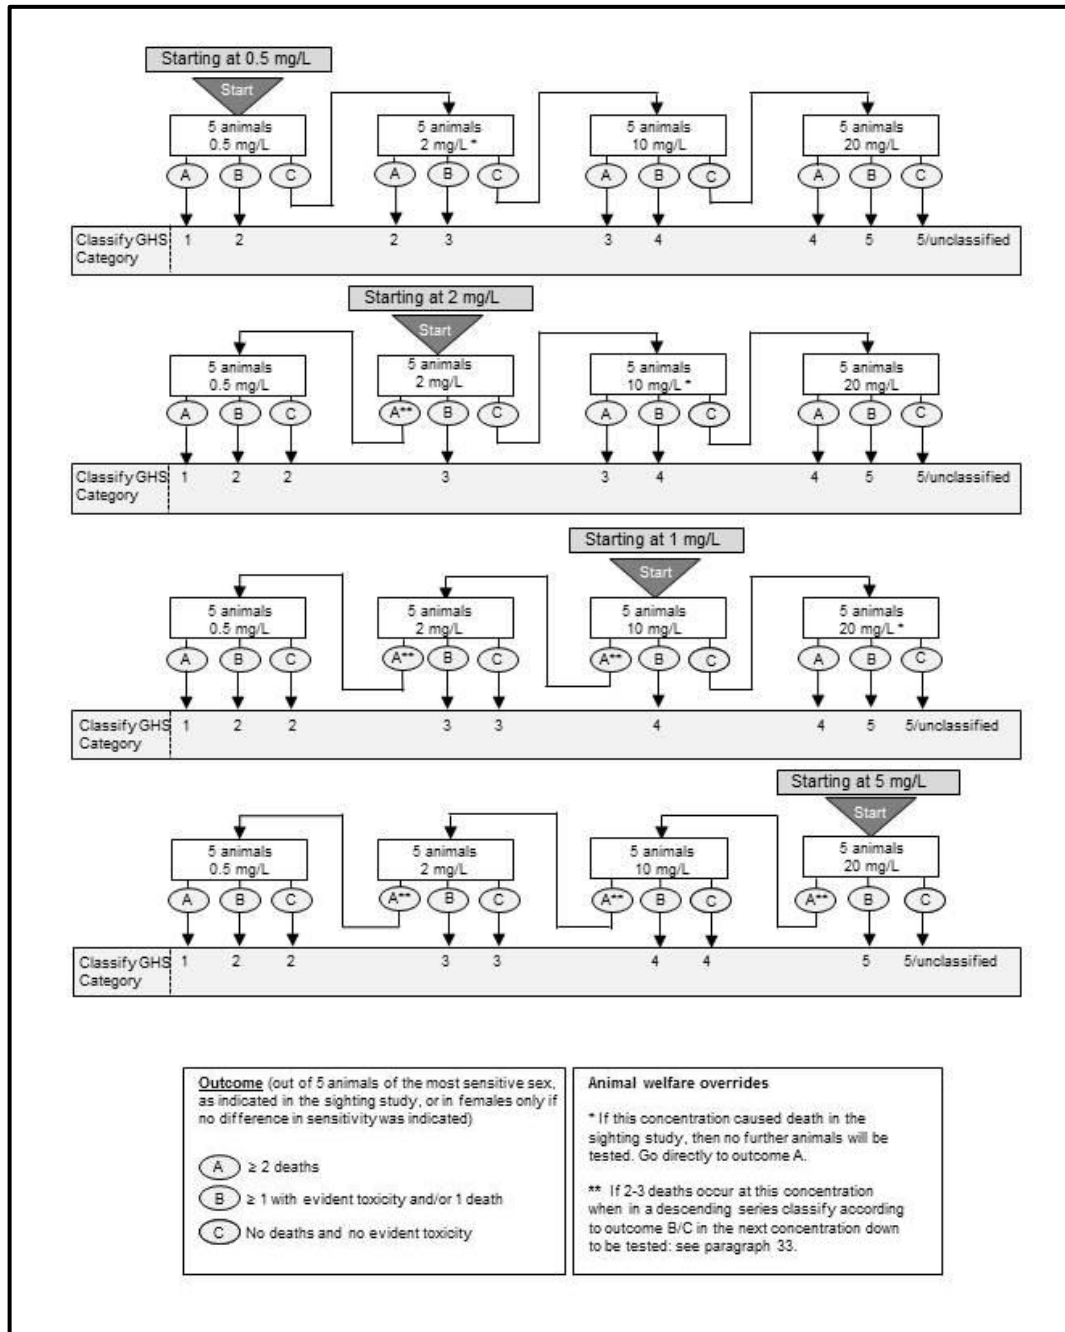 Starting at 0.5 mg/L
Start
5 animals 5 animals 5 animals 5 animals
0.5 mg/L 2 mg/L * 10 mg/L 20 mg/L
A B C A B C A B C A B C
Classify GHS 1 2 2 3 3 4 4 5 5/unclassified
Category
Starting at 2 mg/L
Start
5 animals 5 animals 5 animals 5 animals
0.5 mg/L 2 mg/L 10 mg/L * 20 mg/L
A B C A** B C A B C A B C
Classify GHS 1 2 2 3 3 4 4 5 5/unclassified
Category
Starting at 1 mg/L
Start
5 animals 5 animals 5 animals 5 animals
0.5 mg/L 2 mg/L 10 mg/L 20 mg/L *
A B C A** B C A** B C A B C
Classify GHS 1 2 2 3 3 4 4 5 5/unclassified
Category
Starting at 5 mg/L
Start
5 animals 5 animals 5 animals 5 animals
0.5 mg/L 2 mg/L 10 mg/L 20 mg/L
A B C A** B C A** B C A** B C
Classify GHS 1 2 2 3 3 4 4 5 5/unclassified
Category
Outcome (out of 5 animals of the most sensitive sex,
as indicated in the sighting study, or in females only if
no difference in sensitivity was indicated)
A ≥ 2 deaths
B ≥ 1 with evident toxicity and/or 1 death
C No deaths and no evident toxicity
Animal welfare overrides
* If this concentration caused death in the
sighting study, then no further animals will be
tested. Go directly to outcome A.
** If 2-3 deaths occur at this concentration
when in a descending series classify according
to outcome B/C in the next concentration down
to be tested: see paragraph 33.